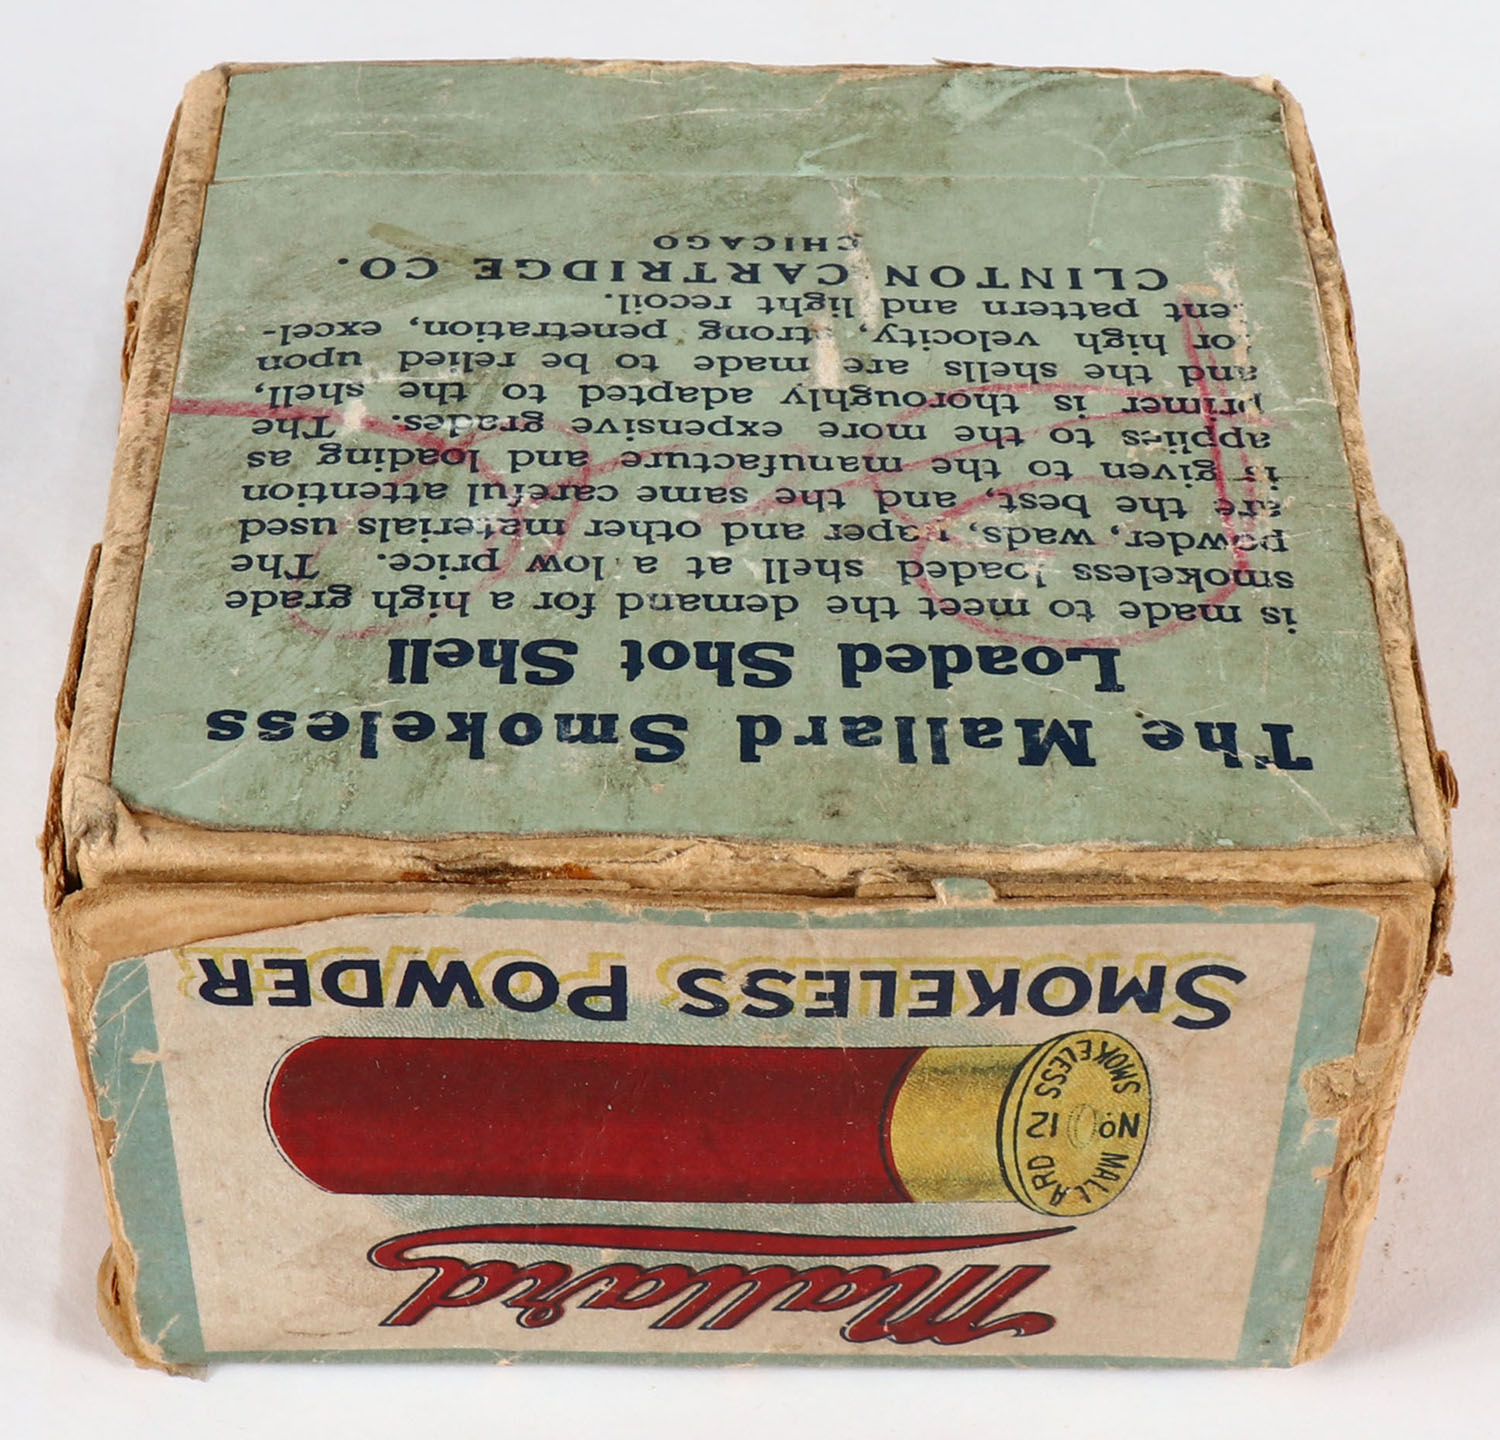 The Mallard Smokeless
Loaded Shot Shell
is made to meet the demand for a high grade
smokeless loaded shell at a low price. The
powder, wads, paper and other materials used
are the best, and the same careful attention
is given to the manufacture and loading as
applies to the more expensive grades. The
primer is thoroughly adapted to the shell,
and the shells are made to be relied upon
for high velocity, strong penetration, excel-
lent pattern and light recoil.
CLINTON CARTRIDGE CO.
CHICAGO
Mallard
MALLARD
No 12
SMOKELESS
SMOKELESS POWDER